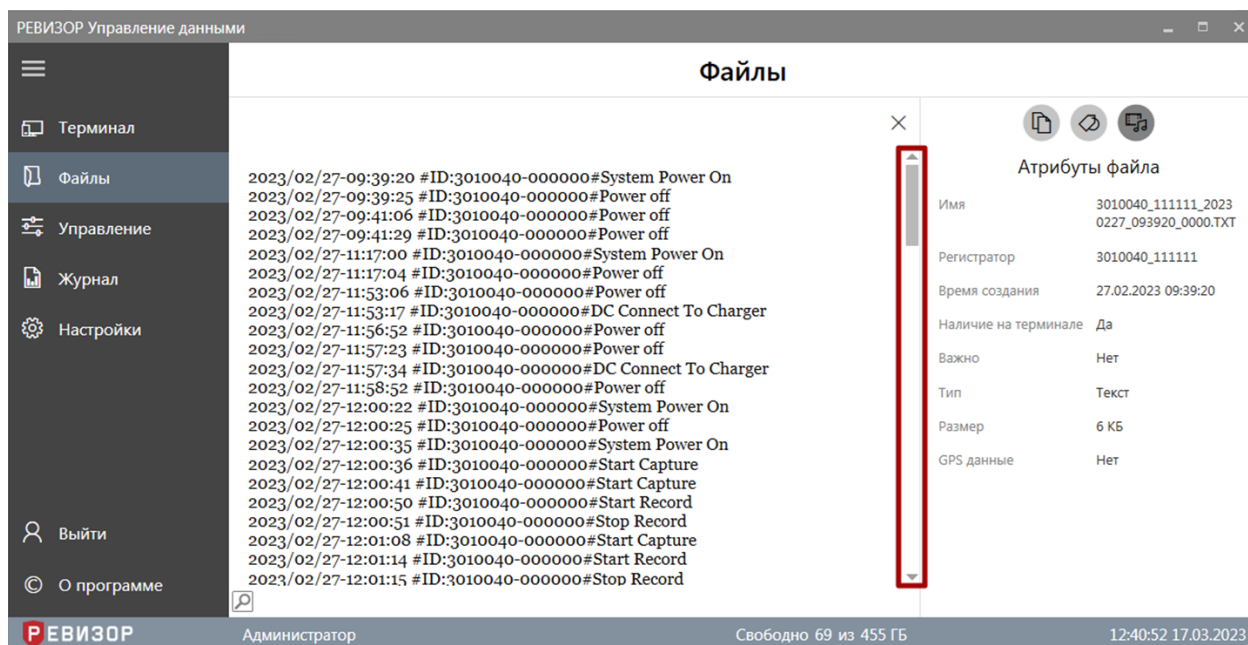 РЕВИЗОР Управление данными
Файлы
Терминал
Файлы
Управление
Журнал
Настройки
Выйти
© О программе
2023/02/27-09:39:20 #ID:3010040-000000#System Power On
2023/02/27-09:39:25 #ID:3010040-000000#Power off
2023/02/27-09:41:06 #ID:3010040-000000#Power off
2023/02/27-09:41:29 #ID:3010040-000000#Power off
2023/02/27-11:17:00 #ID:3010040-000000#System Power On
2023/02/27-11:17:04 #ID:3010040-000000#Power off
2023/02/27-11:53:06 #ID:3010040-000000#Power off
2023/02/27-11:53:17 #ID:3010040-000000#DC Connect To Charger
2023/02/27-11:56:52 #ID:3010040-000000#Power off
2023/02/27-11:57:23 #ID:3010040-000000#Power off
2023/02/27-11:57:34 #ID:3010040-000000#DC Connect To Charger
2023/02/27-11:58:52 #ID:3010040-000000#Power off
2023/02/27-12:00:22 #ID:3010040-000000#System Power On
2023/02/27-12:00:25 #ID:3010040-000000#Power off
2023/02/27-12:00:35 #ID:3010040-000000#System Power On
2023/02/27-12:00:36 #ID:3010040-000000#Start Capture
2023/02/27-12:00:41 #ID:3010040-000000#Start Capture
2023/02/27-12:00:50 #ID:3010040-000000#Start Record
2023/02/27-12:00:51 #ID:3010040-000000#Stop Record
2023/02/27-12:01:08 #ID:3010040-000000#Start Capture
2023/02/27-12:01:14 #ID:3010040-000000#Start Record
2023/02/27-12:01:15 #ID:3010040-000000#Stop Record
Атрибуты файла
Имя 3010040_111111_2023
0227_093920_0000.TXT
Регистратор 3010040_111111
Время создания 27.02.2023 09:39:20
Наличие на терминале Да
Важно Нет
Тип Текст
Размер 6 КБ
GPS данные Нет
РЕВИЗОР Администратор Свободно 69 из 455 ГБ 12:40:52 17.03.2023